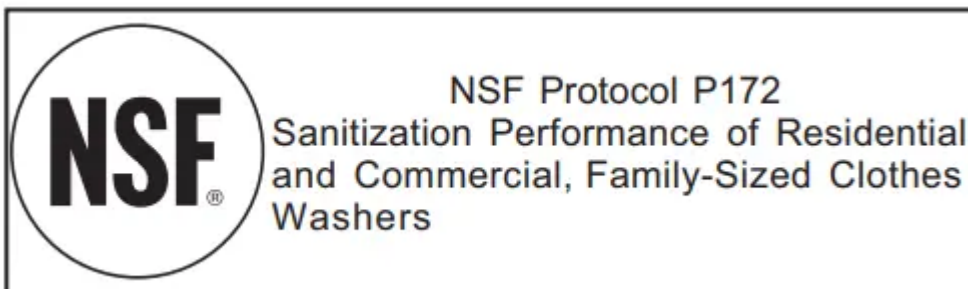 NSF®
NSF Protocol P172
Sanitization Performance of Residential
and Commercial, Family-Sized Clothes
Washers